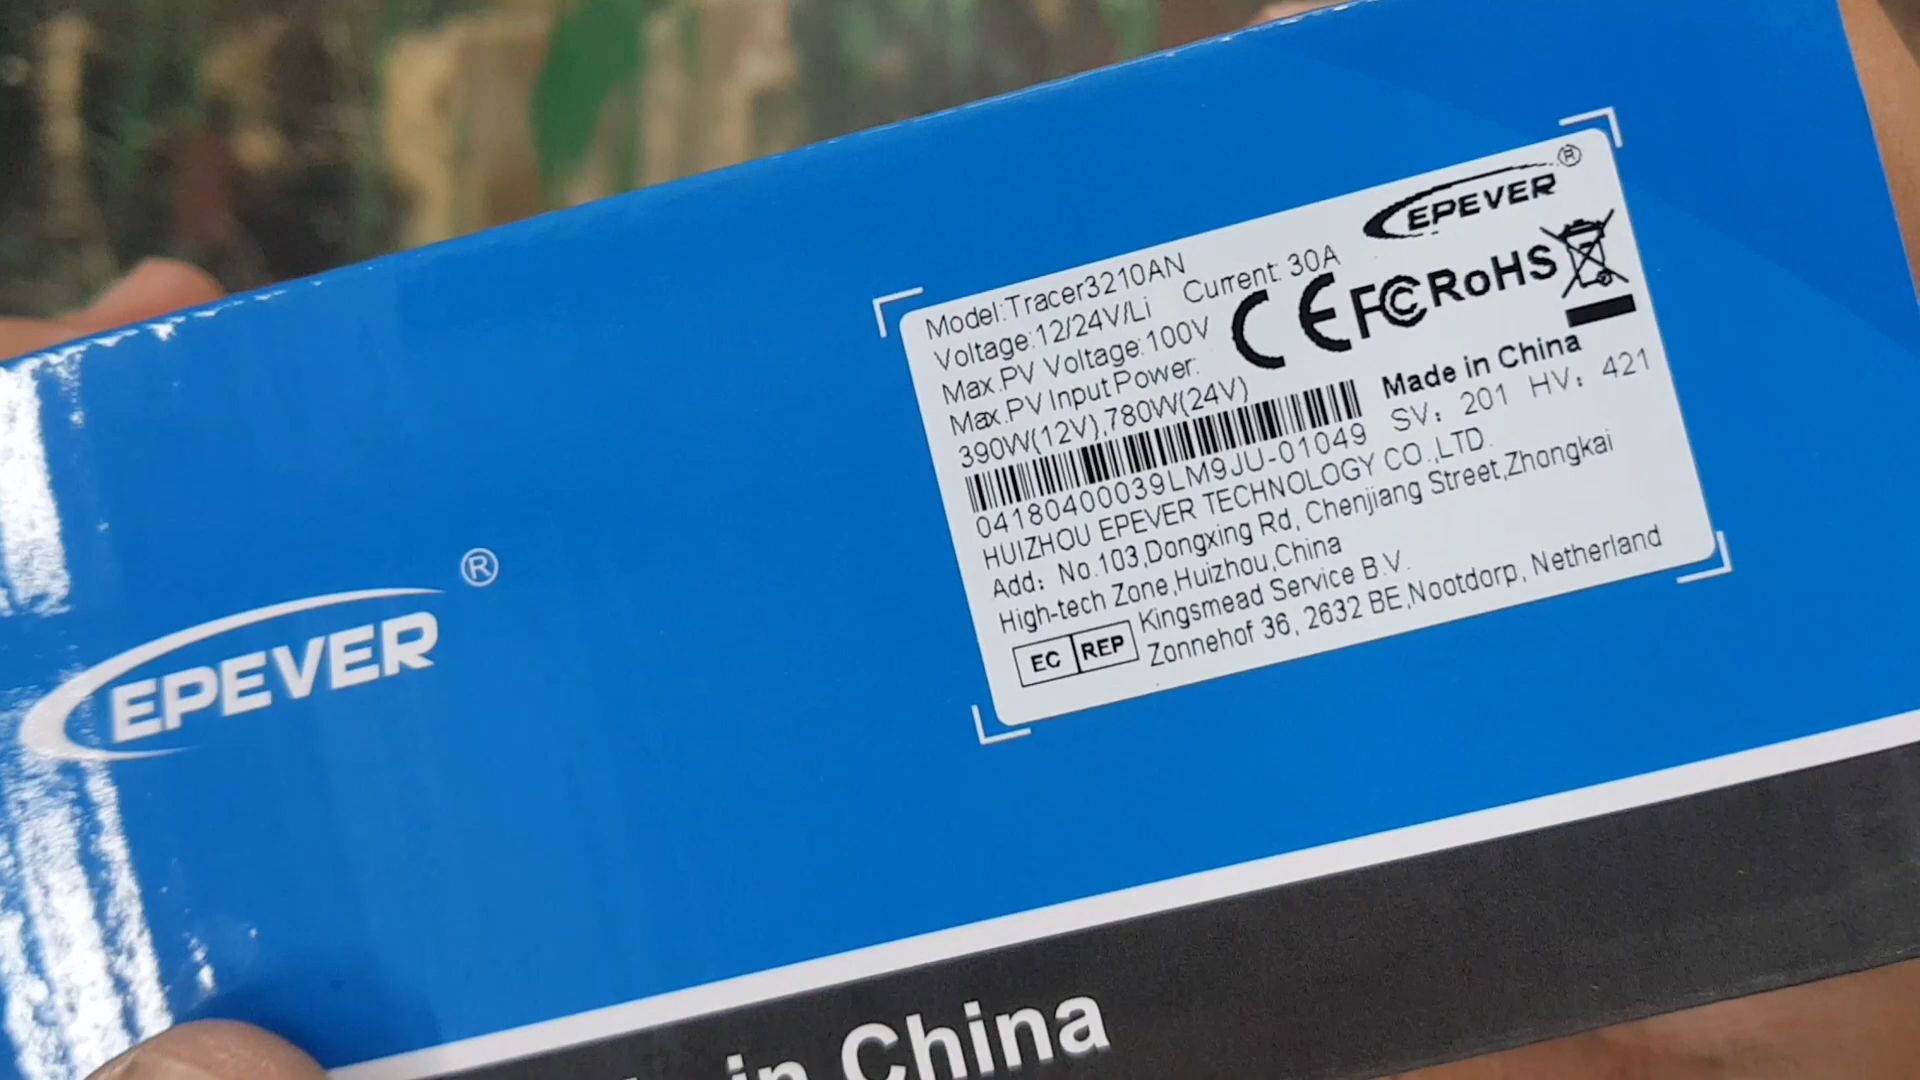 EPEVER®
EPEVER®
Model:Tracer3210AN
Voltage:12/24V/Li Current:30A
Max.PV Voltage:100V
Max.PV Input Power:
390W(12V),780W(24V)
CE FC RoHS
Made in China
SV: 201 HV: 421
04180400039LM9JU-01049
HUIZHOU EPEVER TECHNOLOGY CO.,LTD.
Add: No.103,Dongxing Rd, Chenjiang Street,Zhongkai
High-tech Zone,Huizhou,China
EC REP
Kingsmead Service B.V.
Zonnehof 36, 2632 BE,Nootdorp, Netherland
in China